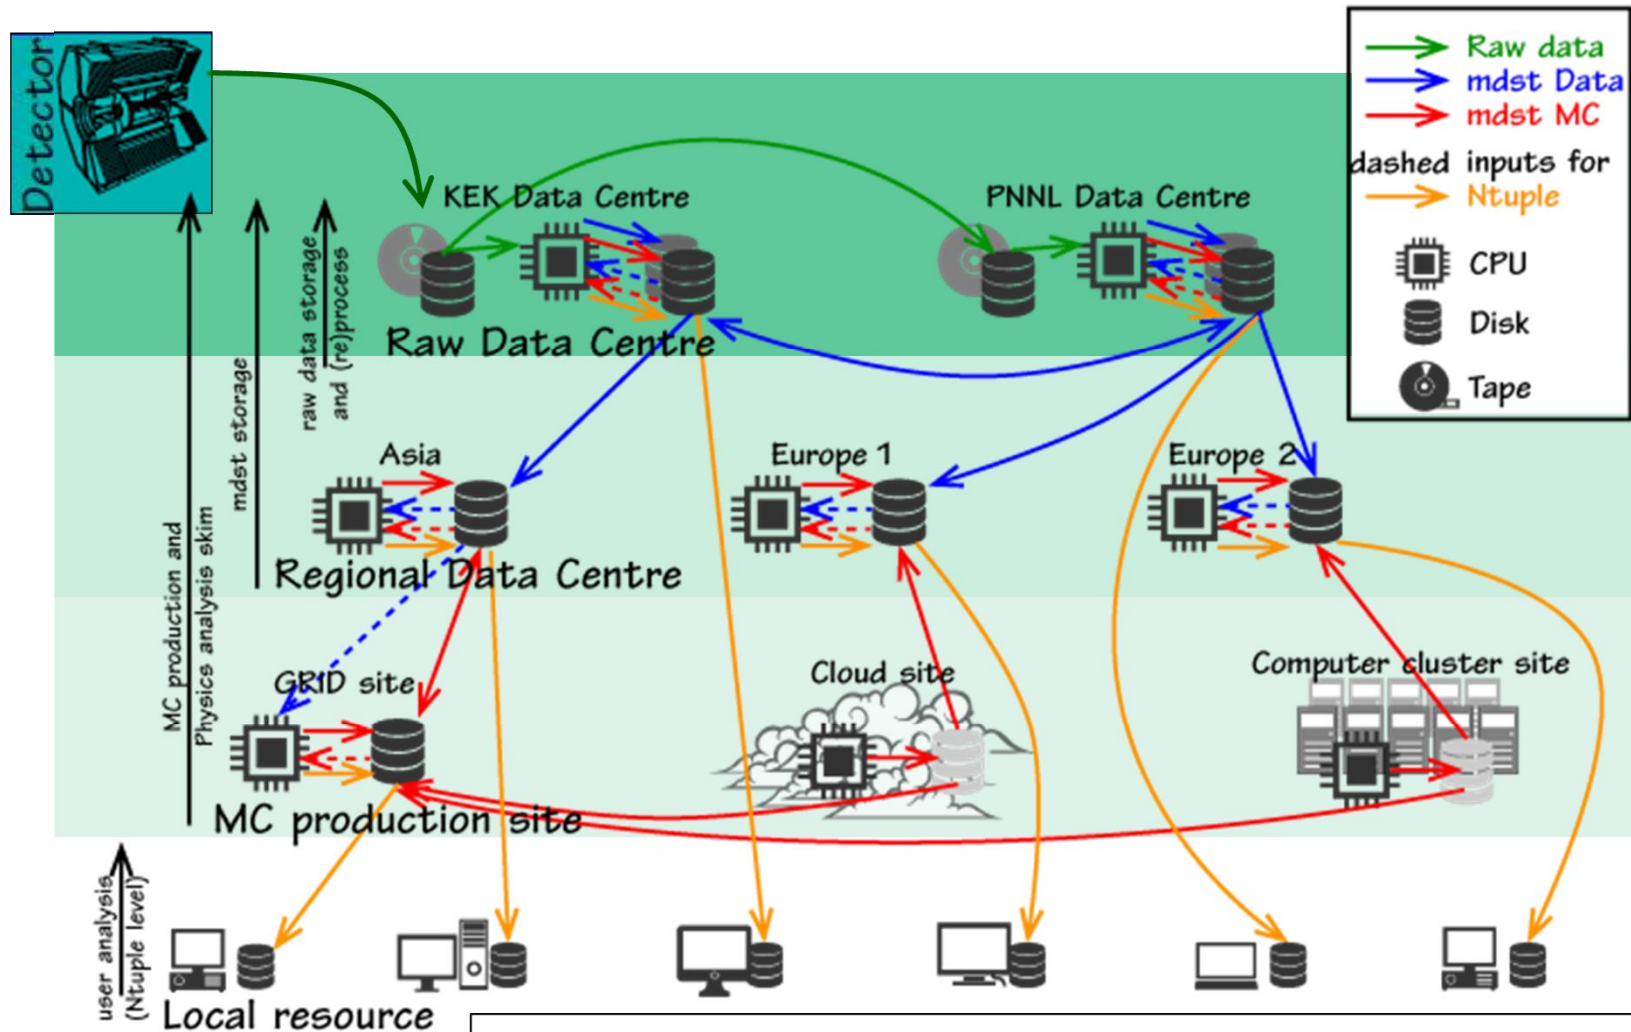 Detector
Raw data
mdst Data
mdst MC
dashed inputs for
Ntuple
CPU
Disk
Tape
KEK Data Centre
PNNL Data Centre
Raw Data Centre
raw data storage
and (re)process
mdst storage
MC production and
Physics analysis skim
Asia
Europe 1
Europe 2
Regional Data Centre
GRID site
Cloud site
Computer cluster site
MC production site
user analysis
(Ntuple level)
Local resource